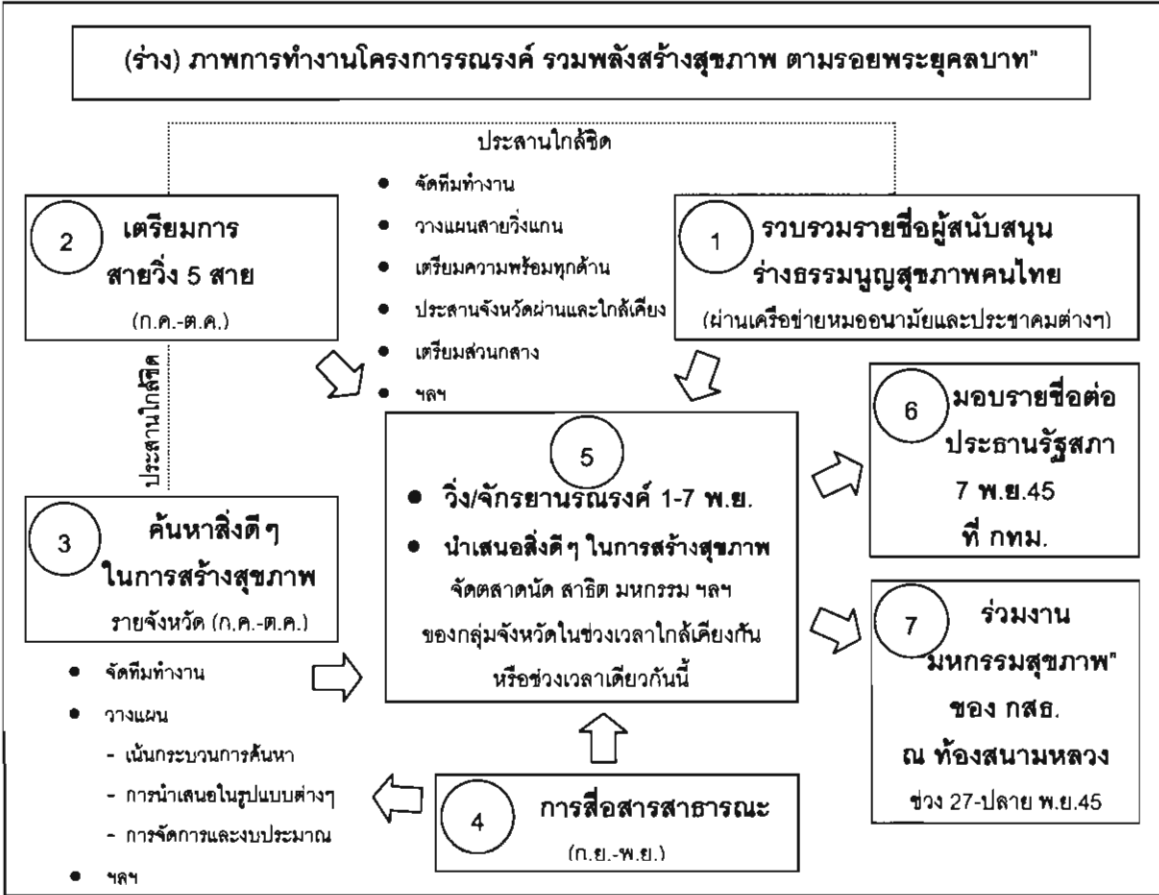 (ร่าง) ภาพการทำงานโครงการรณรงค์ รวมพลังสร้างสุขภาพ ตามรอยพระยุคลบาท"
ประสานใกล้ชิด
● จัดทีมทำงาน
● วางแผนสายวิ่งแกน
● เตรียมความพร้อมทุกด้าน
● ประสานจังหวัดผ่านและใกล้เคียง
● เตรียมส่วนกลาง
● ฯลฯ
1
รวบรวมรายชื่อผู้สนับสนุน
ร่างธรรมนูญสุขภาพคนไทย
(ผ่านเครือข่ายหมออนามัยและประชาคมต่างๆ)
2
เตรียมการ
สายวิ่ง 5 สาย
(ก.ค.-ต.ค.)
ประสานใกล้ชิด
3
ค้นหาสิ่งดีๆ
ในการสร้างสุขภาพ
รายจังหวัด (ก.ค.-ต.ค.)
● จัดทีมทำงาน
● วางแผน
- เน้นกระบวนการค้นหา
- การนำเสนอในรูปแบบต่างๆ
- การจัดการและงบประมาณ
● ฯลฯ
4
การสื่อสารสาธารณะ
(ก.ย.-พ.ย.)
5
● วิ่ง/จักรยานรณรงค์ 1-7 พ.ย.
● นำเสนอสิ่งดีๆ ในการสร้างสุขภาพ
จัดตลาดนัด สาธิต มหกรรม ฯลฯ
ของกลุ่มจังหวัดในช่วงเวลาใกล้เคียงกัน
หรือช่วงเวลาเดียวกันนี้
6
มอบรายชื่อต่อ
ประธานรัฐสภา
7 พ.ย.45
ที่ กทม.
7
ร่วมงาน
"มหกรรมสุขภาพ"
ของ กสธ.
ณ ท้องสนามหลวง
ช่วง 27-ปลาย พ.ย.45